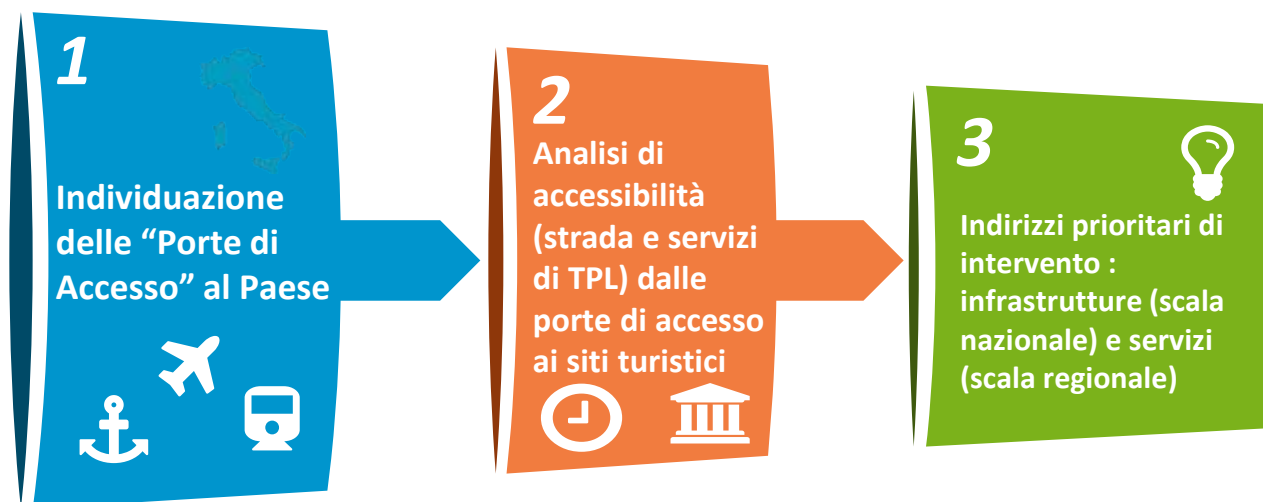 1
Individuazione
delle “Porte di
Accesso” al Paese
2
Analisi di
accessibilità
(strada e servizi
di TPL) dalle
porte di accesso
ai siti turistici
3
Indirizzi prioritari di
intervento :
infrastrutture (scala
nazionale) e servizi
(scala regionale)